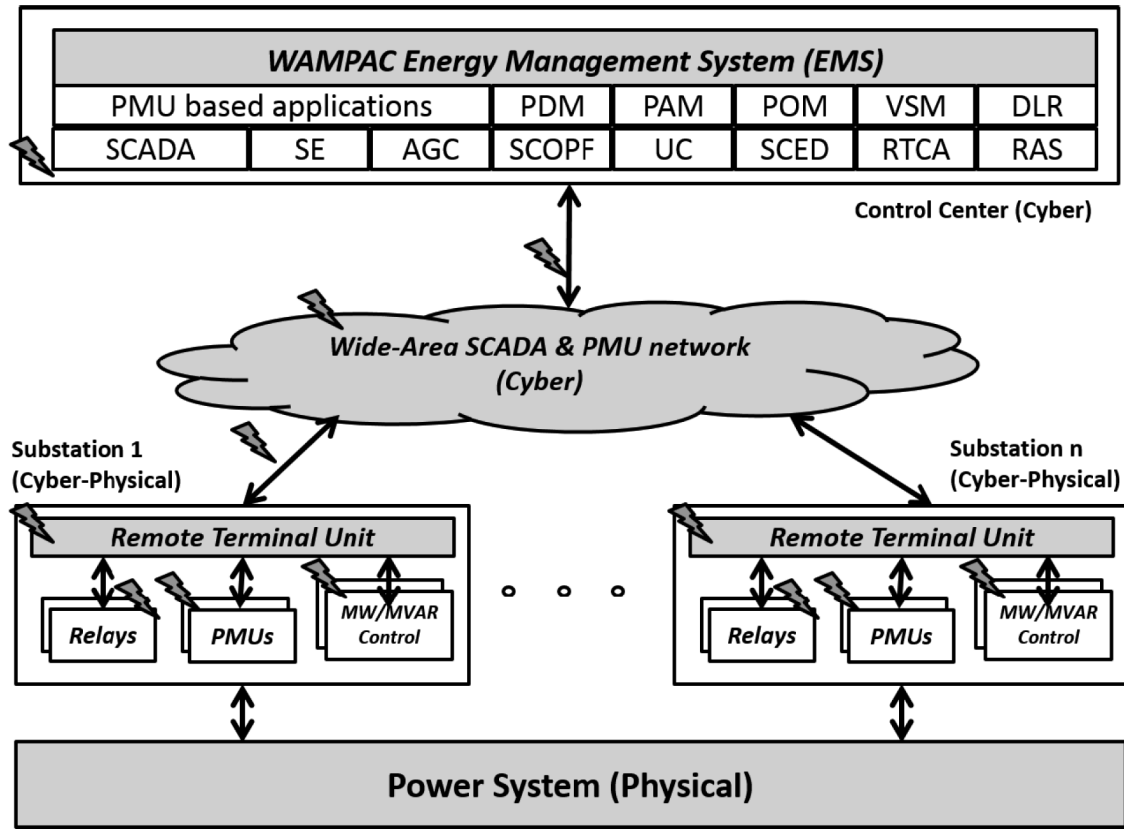 WAMPAC Energy Management System (EMS)
PMU based applications PDM PAM POM VSM DLR
SCADA SE AGC SCOPF UC SCED RTCA RAS
Control Center (Cyber)
Wide-Area SCADA & PMU network
(Cyber)
Substation 1
(Cyber-Physical)
Substation n
(Cyber-Physical)
Remote Terminal Unit
Relays
PMUs
MW/MVAR
Control
Remote Terminal Unit
Relays
PMUs
MW/MVAR
Control
Power System (Physical)